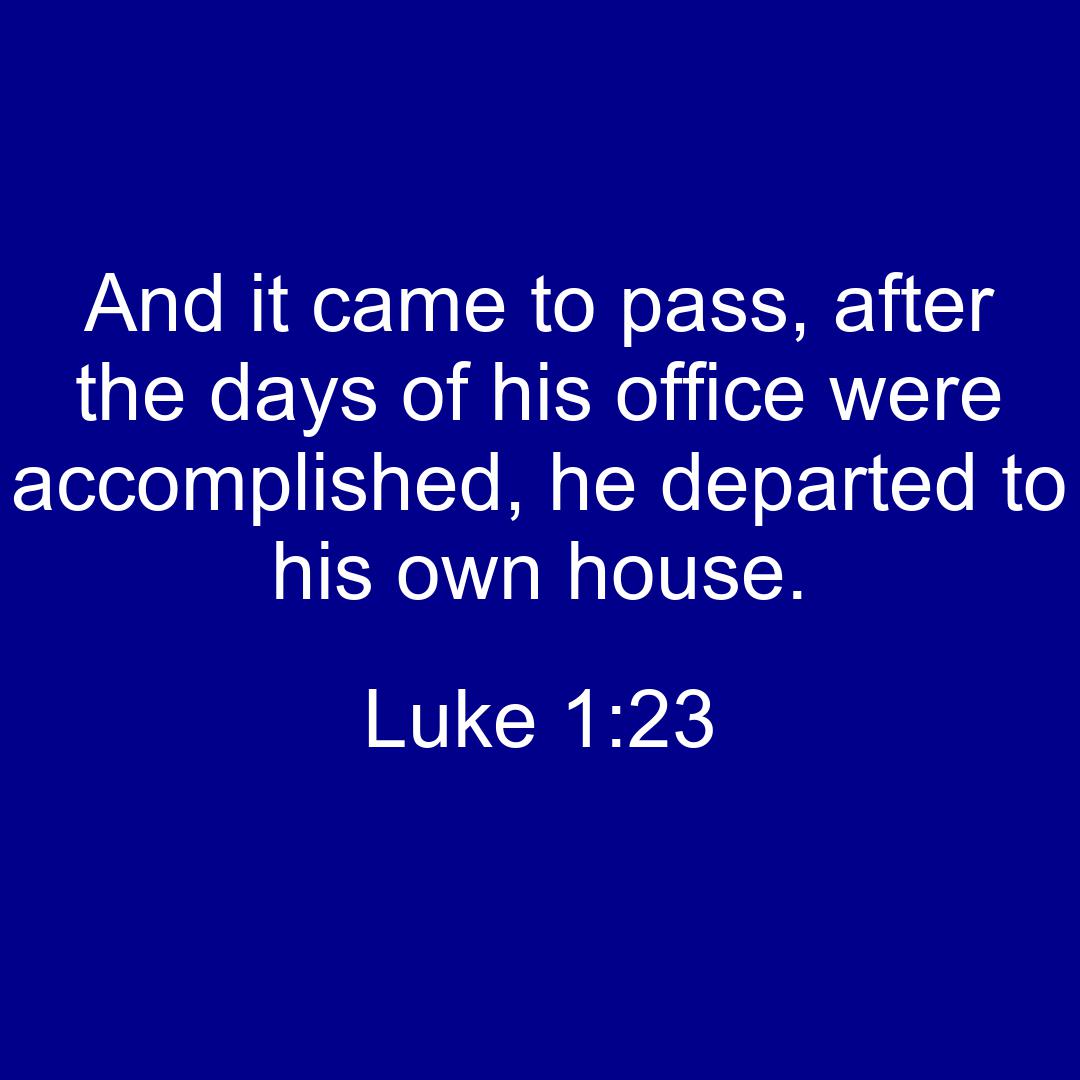 And it came to pass, after
the days of his office were
accomplished, he departed to
his own house.
Luke 1:23